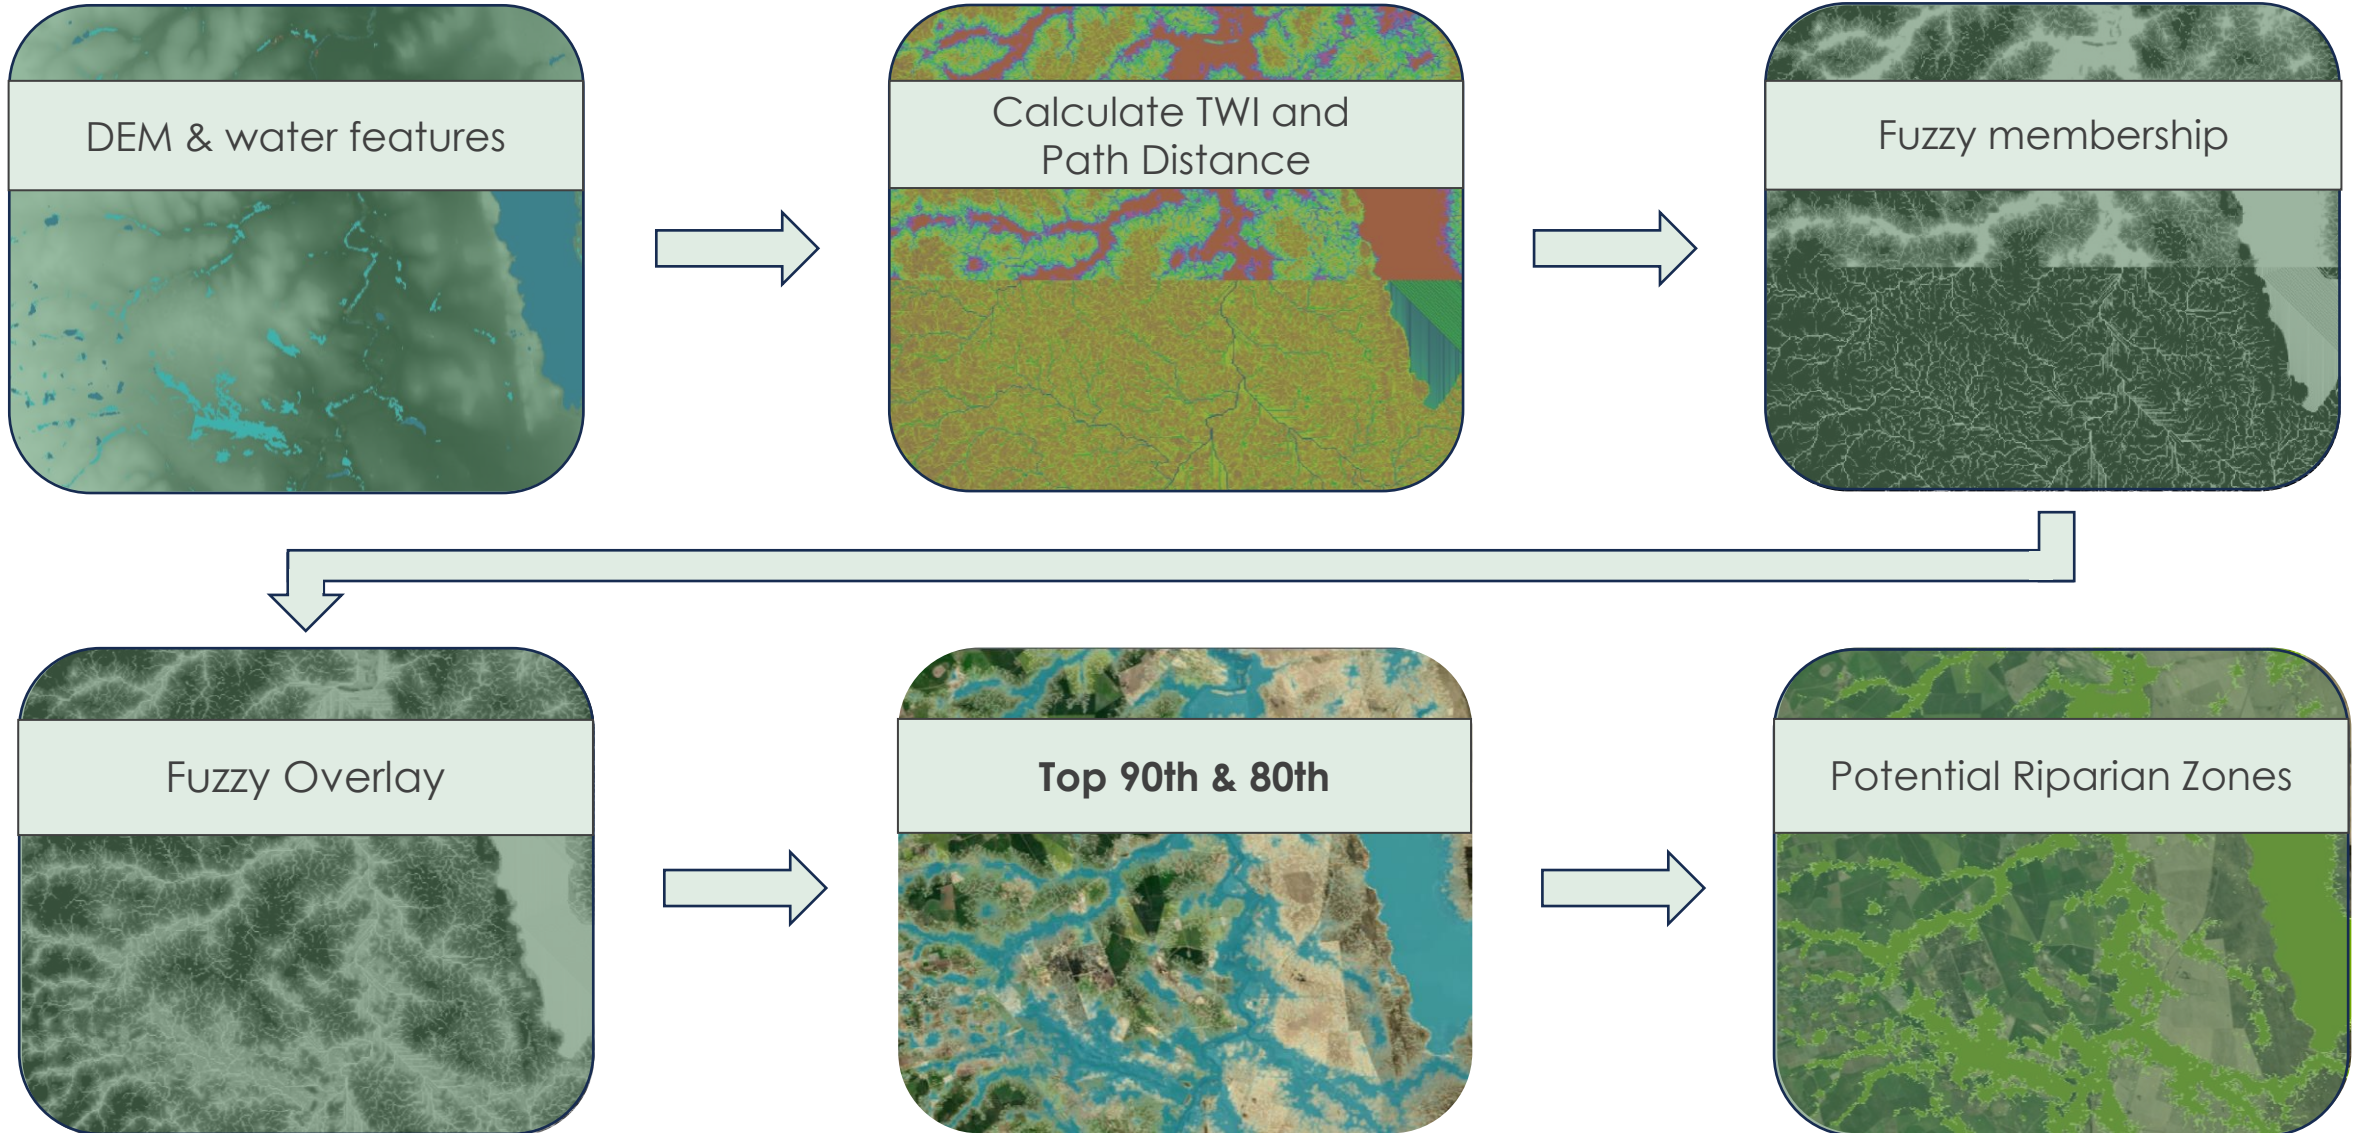 DEM & water features
Calculate TWI and
Path Distance
Fuzzy membership
Fuzzy Overlay
Top 90th & 80th
Potential Riparian Zones